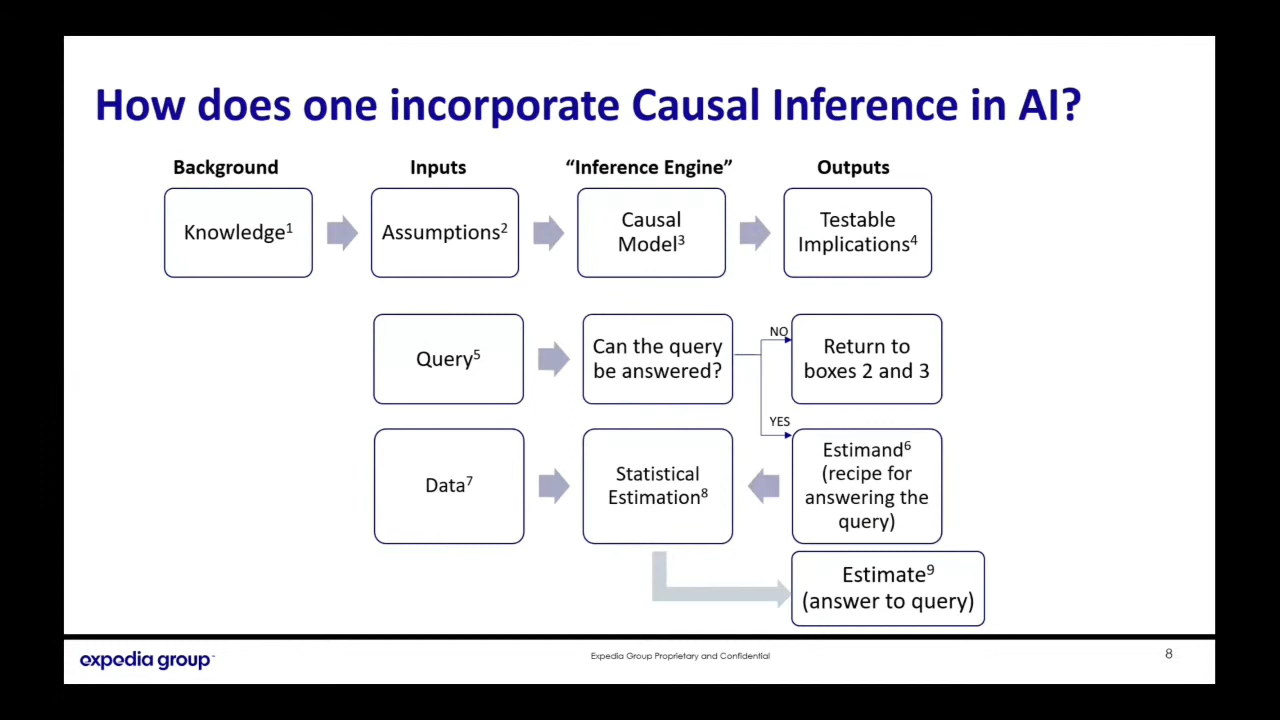 How does one incorporate Causal Inference in AI?
Background
Inputs
“Inference Engine”
Outputs
Knowledge¹
Assumptions²
Causal
Model³
Testable
Implications⁴
Query⁵
Can the query
be answered?
NO
Return to
boxes 2 and 3
YES
Data⁷
Statistical
Estimation⁸
Estimand⁶
(recipe for
answering the
query)
Estimate⁹
(answer to query)
expedia group™
Expedia Group Proprietary and Confidential
8